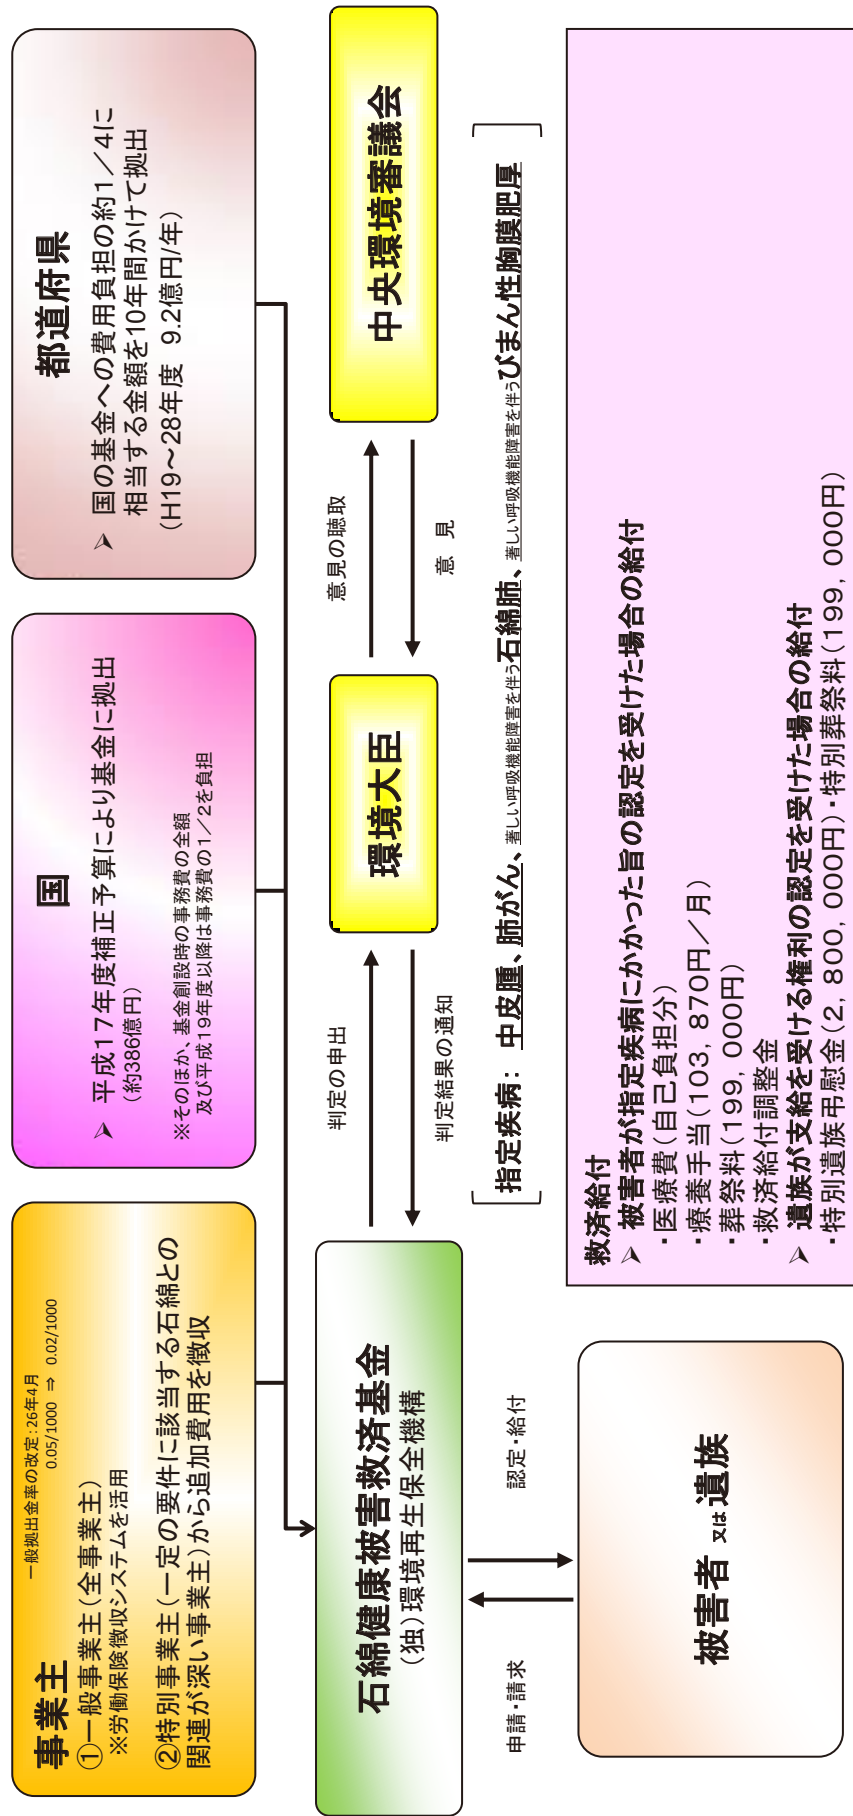 事業主
一般拠出金率の改定：26年4月
0.05/1000 ⇒ 0.02/1000
①一般事業主（全事業主）
※労働保険徴収システムを活用
②特別事業主（一定の要件に該当する石綿との
関連が深い事業主）から追加費用を徴収
国
➢ 平成17年度補正予算により基金に拠出
（約386億円）
※そのほか、基金創設時の事務費の全額
及び平成19年度以降は事務費の1／2を負担
都道府県
➢ 国の基金への費用負担の約1／4に
相当する金額を10年間かけて拠出
（H19～28年度 9.2億円/年）
石綿健康被害救済基金
（独）環境再生保全機構
判定の申出
判定結果の通知
環境大臣
意見の聴取
意 見
中央環境審議会
指定疾病：中皮腫、肺がん、著しい呼吸機能障害を伴う石綿肺、著しい呼吸機能障害を伴うびまん性胸膜肥厚
申請・請求
認定・給付
被害者 又は 遺族
救済給付
➢ 被害者が指定疾病にかかった旨の認定を受けた場合の給付
・医療費（自己負担分）
・療養手当（103，870円／月）
・葬祭料（199，000円）
・救済給付調整金
➢ 遺族が支給を受ける権利の認定を受けた場合の給付
・特別遺族弔慰金（2，800，000円）・特別葬祭料（199，000円）